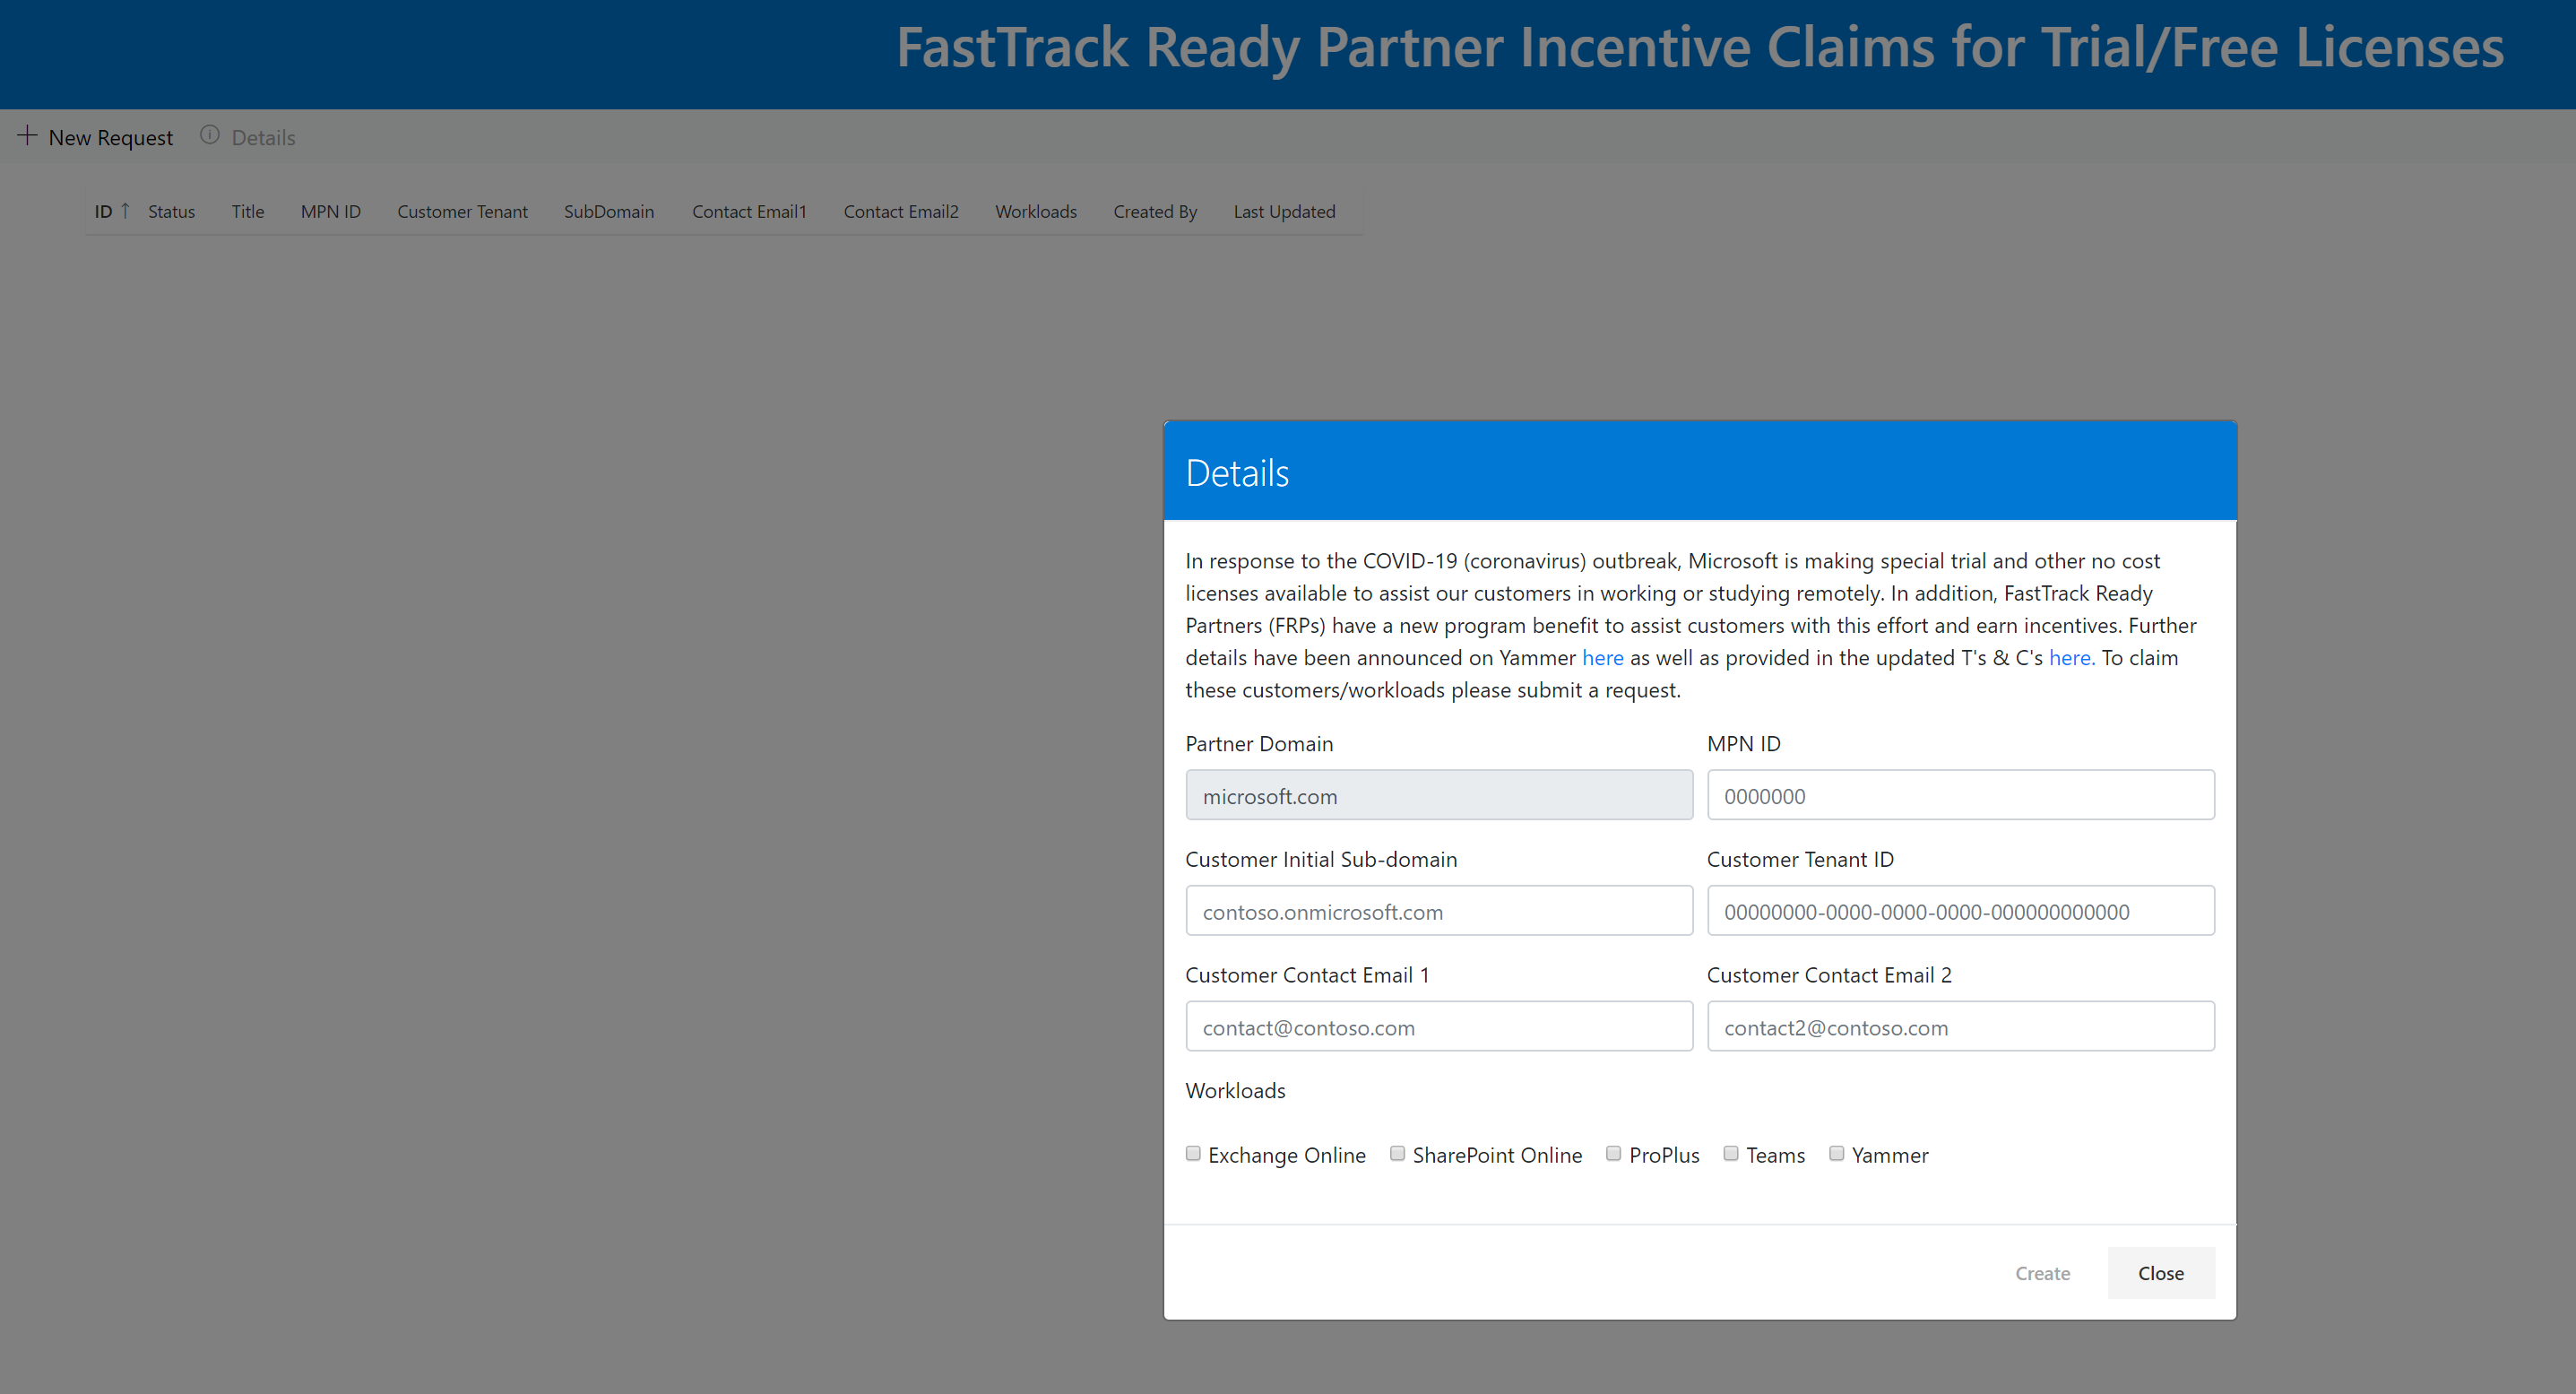 FastTrack Ready Partner Incentive Claims for Trial/Free Licenses
New Request Details
ID ↑ Status Title MPN ID Customer Tenant SubDomain Contact Email1 Contact Email2 Workloads Created By Last Updated
Details
In response to the COVID-19 (coronavirus) outbreak, Microsoft is making special trial and other no cost
licenses available to assist our customers in working or studying remotely. In addition, FastTrack Ready
Partners (FRPs) have a new program benefit to assist customers with this effort and earn incentives. Further
details have been announced on Yammer here as well as provided in the updated T's & C's here. To claim
these customers/workloads please submit a request.
Partner Domain MPN ID
microsoft.com 0000000
Customer Initial Sub-domain Customer Tenant ID
contoso.onmicrosoft.com 00000000-0000-0000-0000-000000000000
Customer Contact Email 1 Customer Contact Email 2
contact@contoso.com contact2@contoso.com
Workloads
Exchange Online SharePoint Online ProPlus Teams Yammer
Create Close